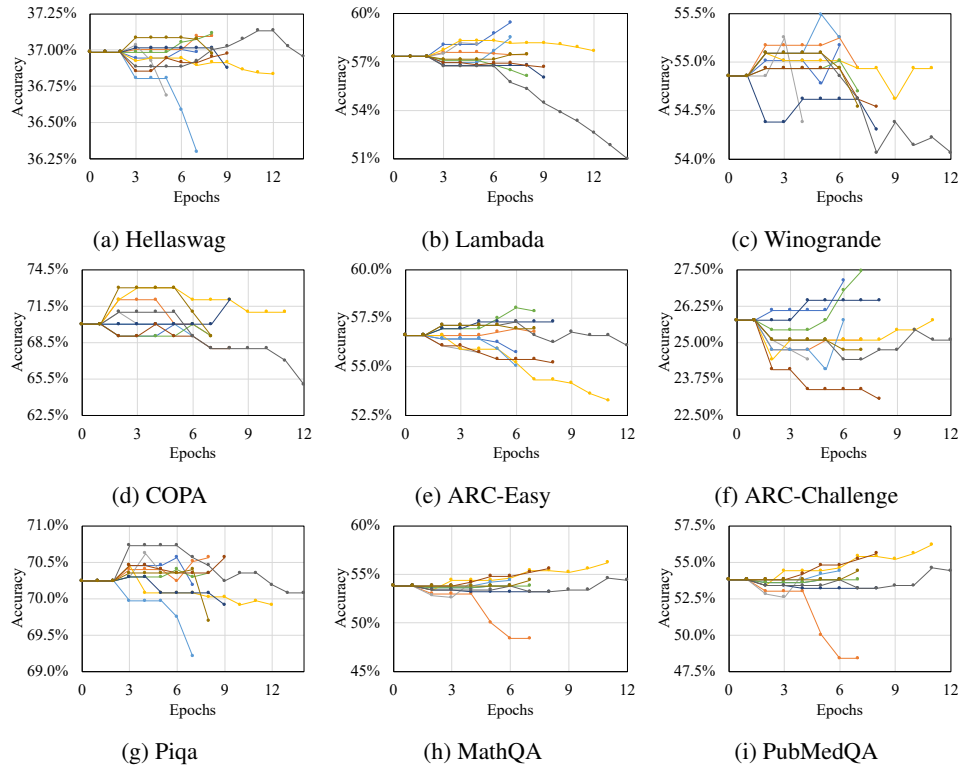 37.25%
37.00%
36.75%
36.50%
36.25%
Accuracy
0 3 6 9 12
Epochs
(a) Hellaswag
60%
57%
54%
51%
Accuracy
0 3 6 9 12
Epochs
(b) Lambada
55.5%
55.0%
54.5%
54.0%
Accuracy
0 3 6 9 12
Epochs
(c) Winogrande
74.5%
71.5%
68.5%
65.5%
62.5%
Accuracy
0 3 6 9 12
Epochs
(d) COPA
60.0%
57.5%
55.0%
52.5%
Accuracy
0 3 6 9 12
Epochs
(e) ARC-Easy
27.50%
26.25%
25.00%
23.75%
22.50%
Accuracy
0 3 6 9 12
Epochs
(f) ARC-Challenge
71.0%
70.5%
70.0%
69.5%
69.0%
Accuracy
0 3 6 9 12
Epochs
(g) Piqa
60%
55%
50%
45%
Accuracy
0 3 6 9 12
Epochs
(h) MathQA
57.5%
55.0%
52.5%
50.0%
47.5%
Accuracy
0 3 6 9 12
Epochs
(i) PubMedQA